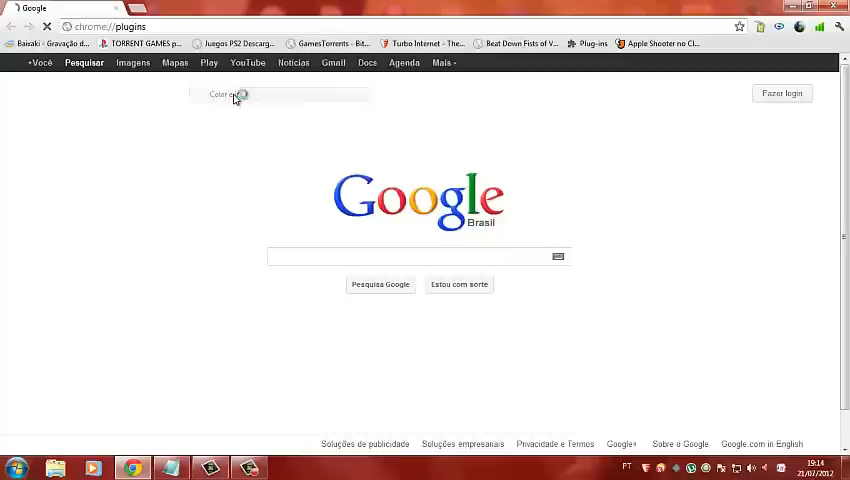 Google
chrome://plugins
Baixaki - Gravação d...
TORRENT GAMES p...
Juegos PS2 Descarg...
GamesTorrents - Bit...
Turbo Internet - The...
Beat Down Fists of V...
Plug-ins
Apple Shooter no Cl...
+Você Pesquisar Imagens Mapas Play YouTube Notícias Gmail Docs Agenda Mais
Colar e
Fazer login
Google
Brasil
Pesquisa Google
Estou com sorte
Soluções de publicidade Soluções empresariais Privacidade e Termos Google+ Sobre o Google Google.com in English
PT
19:14
21/07/2012